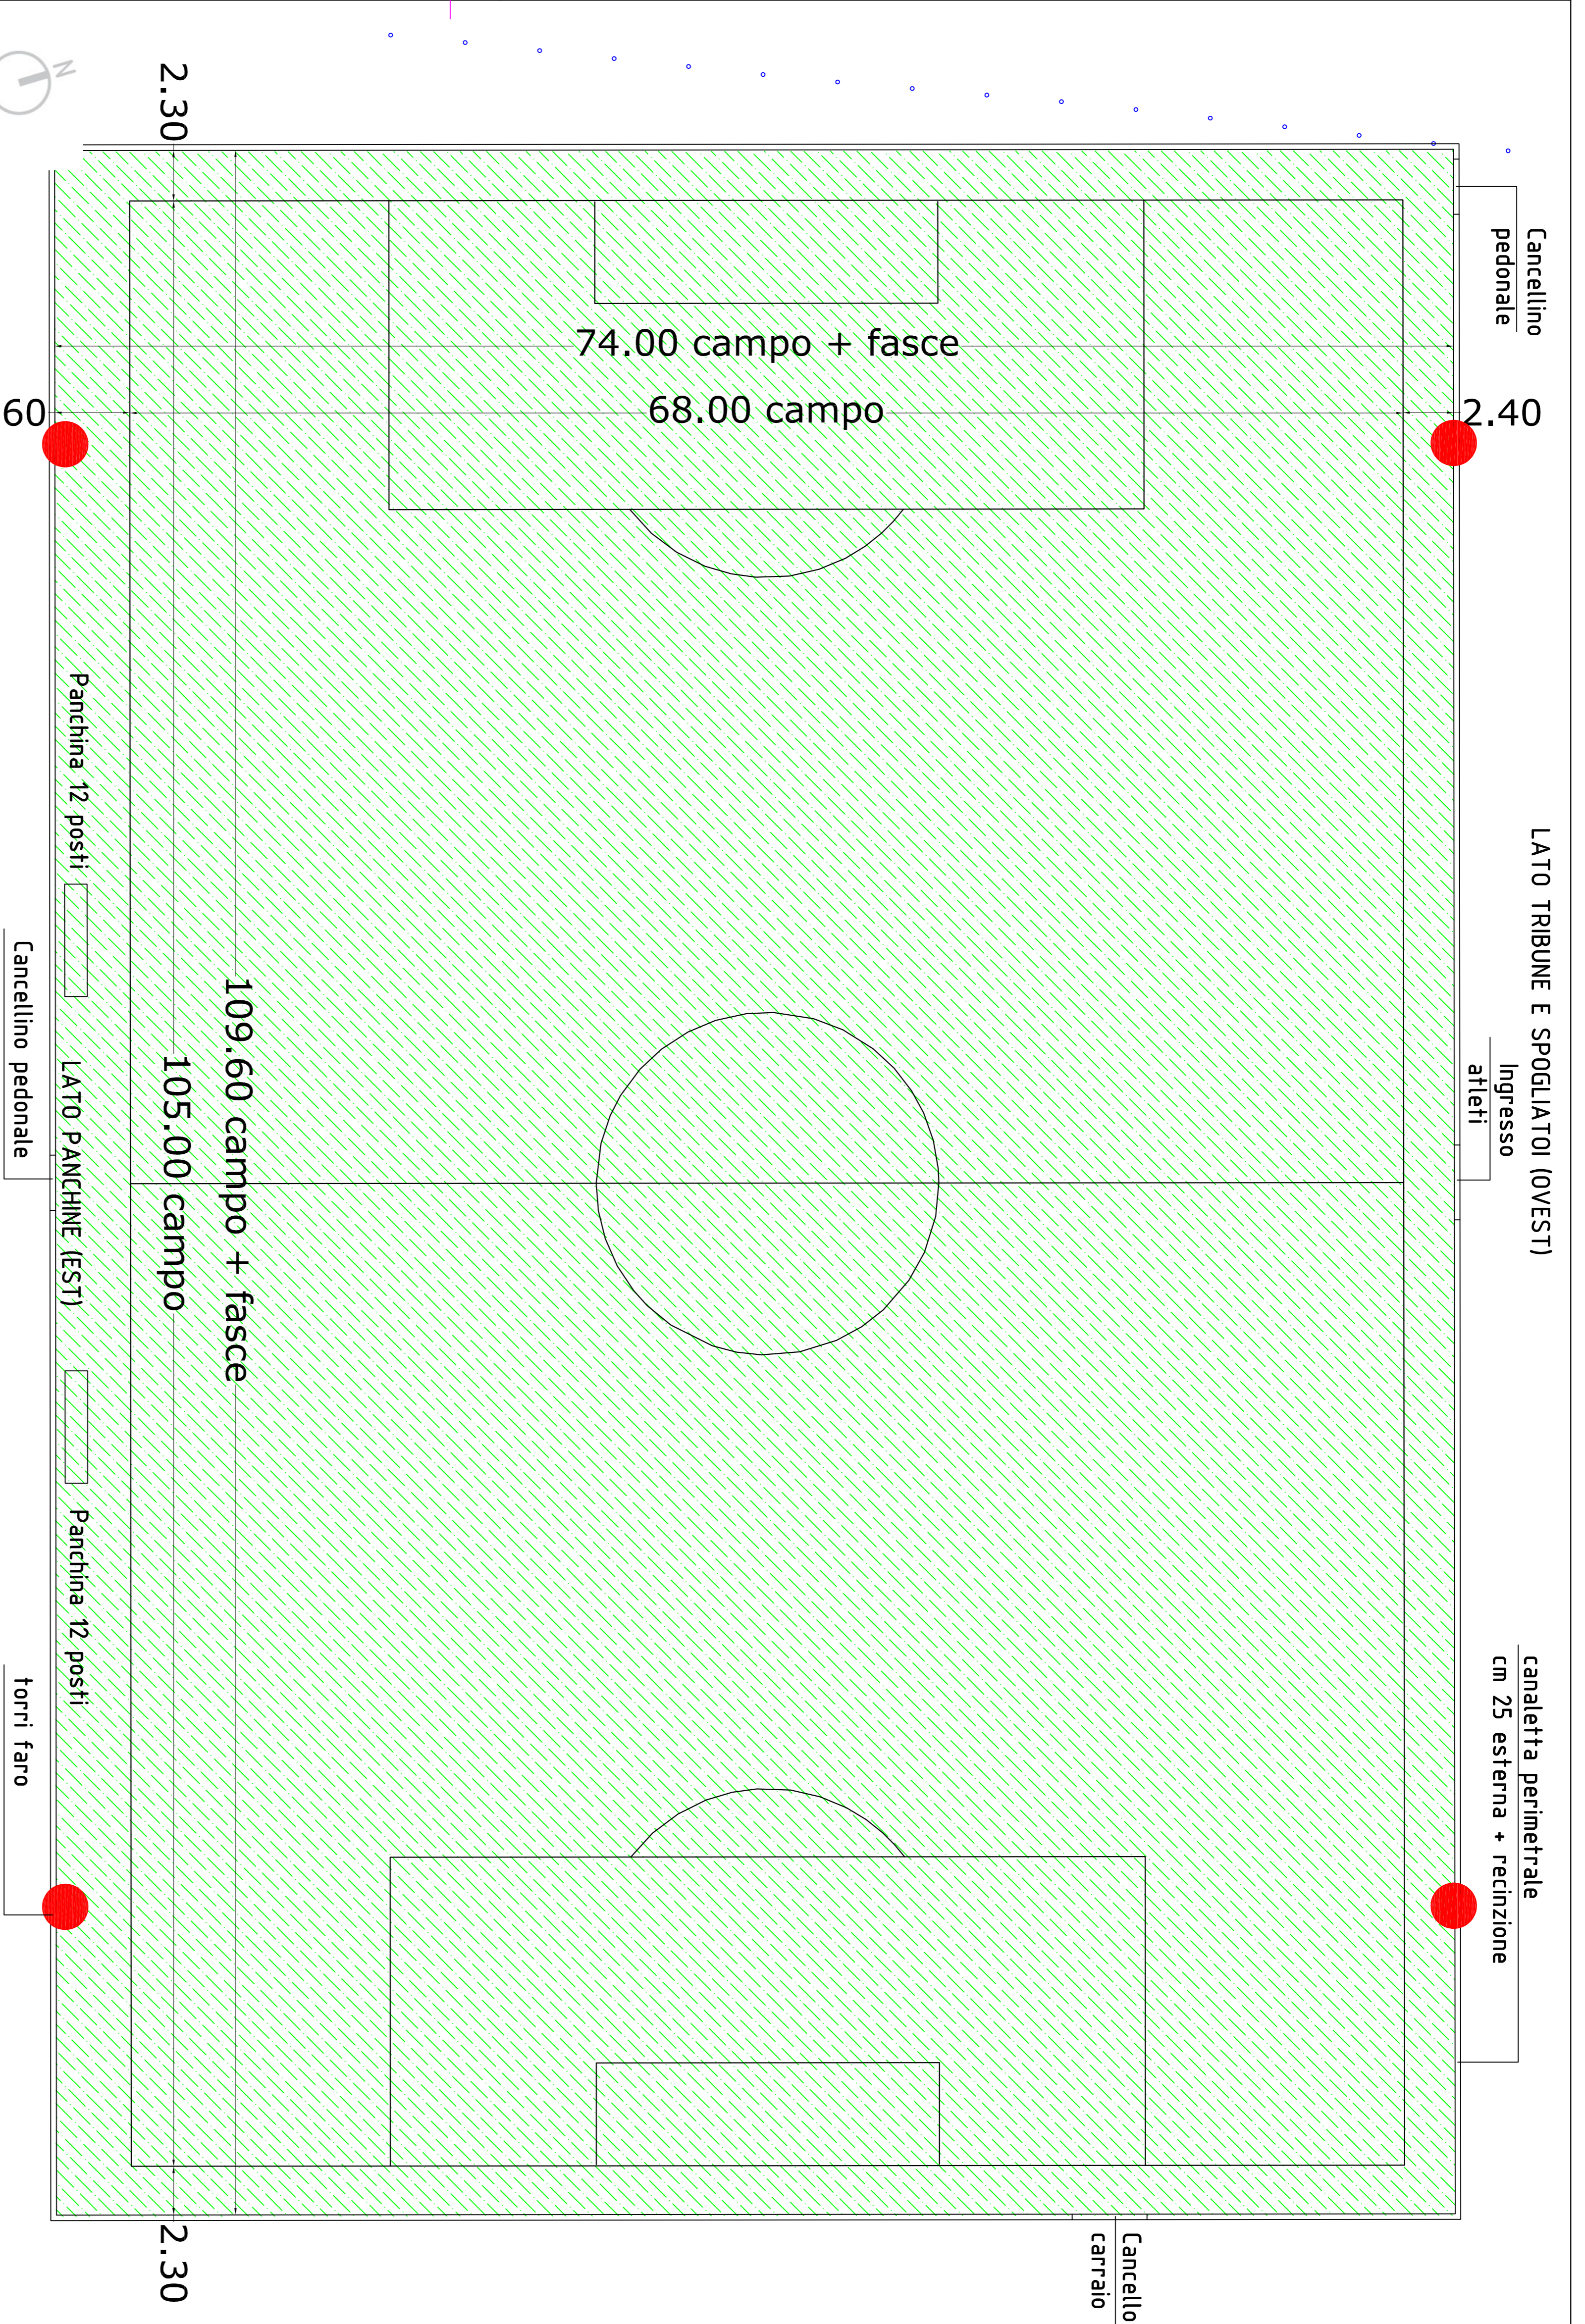 N
2.30
Cancellino
pedonale
74.00 campo + fasce
68.00 campo
60
2.40
LATO TRIBUNE E SPOGLIATOI (OVEST)
Ingresso
atleti
Panchina 12 posti
Cancellino pedonale
LATO PANCHINE (EST)
109.60 campo + fasce
105.00 campo
Panchina 12 posti
torri faro
canaletta perimetrale
cm 25 esterna + recinzione
2.30
Cancello
carraio